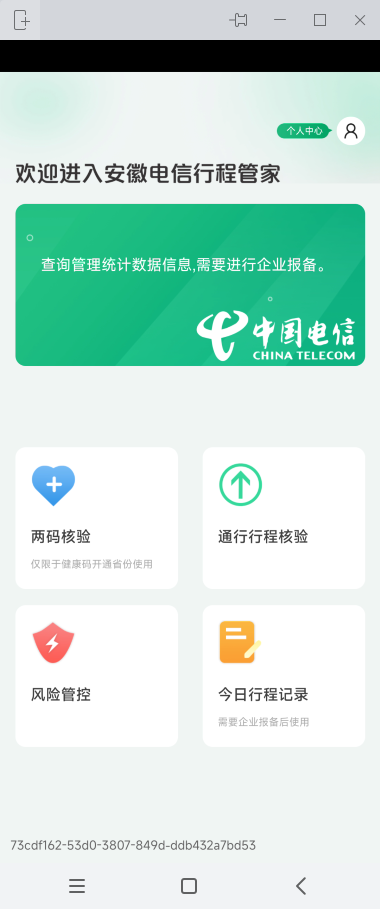 个人中心
欢迎进入安徽电信行程管家
查询管理统计数据信息,需要进行企业报备。
中国电信
CHINA TELECOM
两码核验
仅限于健康码开通省份使用
通行行程核验
风险管控
今日行程记录
需要企业报备后使用
73cdf162-53d0-3807-849d-ddb432a7bd53